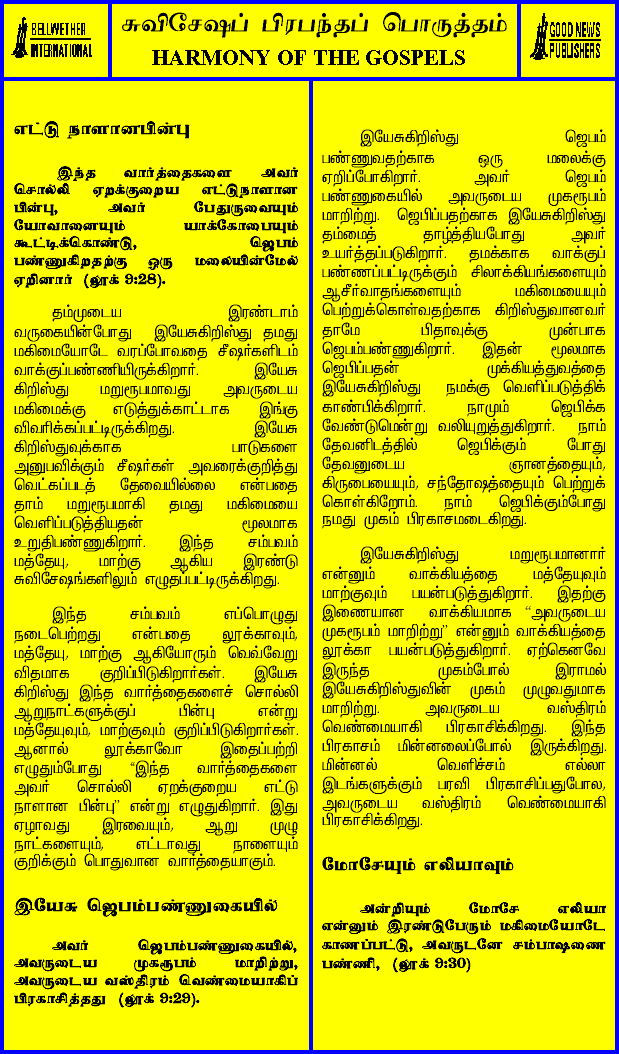 BELLWETHER
INTERNATIONAL
சுவிசேஷப் பிரபந்தப் பொருத்தம்
HARMONY OF THE GOSPELS
GOOD NEWS
PUBLISHERS
எட்டு நாளானபின்பு
இந்த வார்த்தைகளை அவர்
சொல்லி ஏறக்குறைய எட்டுநாளான
பின்பு, அவர் பேதுருவையும்
யோவானையும் யாக்கோபையும்
கூட்டிக்கொண்டு, ஜெபம்
பண்ணுகிறதற்கு ஒரு மலையின்மேல்
ஏறினார் (லூக் 9:28).
தம்முடைய இரண்டாம்
வருகையின்போது இயேசுகிறிஸ்து தமது
மகிமையோடே வரப்போவதை சீஷர்களிடம்
வாக்குப்பண்ணியிருக்கிறார். இயேசு
கிறிஸ்து மறுரூபமாவது அவருடைய
மகிமைக்கு எடுத்துக்காட்டாக இங்கு
விவரிக்கப்பட்டிருக்கிறது. இயேசு
கிறிஸ்துவுக்காக பாடுகளை
அனுபவிக்கும் சீஷர்கள் அவரைக்குறித்து
வெட்கப்படத் தேவையில்லை என்பதை
தாம் மறுரூபமாகி தமது மகிமையை
வெளிப்படுத்தியதன் மூலமாக
உறுதிபண்ணுகிறார். இந்த சம்பவம்
மத்தேயு, மாற்கு ஆகிய இரண்டு
சுவிசேஷங்களிலும் எழுதப்பட்டிருக்கிறது.
இந்த சம்பவம் எப்பொழுது
நடைபெற்றது என்பதை லூக்காவும்,
மத்தேயு, மாற்கு ஆகியோரும் வெவ்வேறு
விதமாக குறிப்பிடுகிறார்கள். இயேசு
கிறிஸ்து இந்த வார்த்தைகளைச் சொல்லி
ஆறுநாட்களுக்குப் பின்பு என்று
மத்தேயுவும், மாற்கும் குறிப்பிடுகிறார்கள்.
ஆனால் லூக்காவோ இதைப்பற்றி
எழுதும்போது “இந்த வார்த்தைகளை
அவர் சொல்லி ஏறக்குறைய எட்டு
நாளான பின்பு” என்று எழுதுகிறார். இது
ஏழாவது இரவையும், ஆறு முழு
நாட்களையும், எட்டாவது நாளையும்
குறிக்கும் பொதுவான வார்த்தையாகும்.
இயேசு ஜெபம்பண்ணுகையில்
அவர் ஜெபம்பண்ணுகையில்,
அவருடைய முகரூபம் மாறிற்று,
அவருடைய வஸ்திரம் வெண்மையாகிப்
பிரகாசித்தது (லூக் 9:29).
இயேசுகிறிஸ்து ஜெபம்
பண்ணுவதற்காக ஒரு மலைக்கு
ஏறிப்போகிறார். அவர் ஜெபம்
பண்ணுகையில் அவருடைய முகரூபம்
மாறிற்று. ஜெபிப்பதற்காக இயேசுகிறிஸ்து
தம்மைத் தாழ்த்தியபோது அவர்
உயர்த்தப்படுகிறார். தமக்காக வாக்குப்
பண்ணப்பட்டிருக்கும் சிலாக்கியங்களையும்
ஆசீர்வாதங்களையும் மகிமையையும்
பெற்றுக்கொள்வதற்காக கிறிஸ்துவானவர்
தாமே பிதாவுக்கு முன்பாக
ஜெபம்பண்ணுகிறார். இதன் மூலமாக
ஜெபிப்பதன் முக்கியத்துவத்தை
இயேசுகிறிஸ்து நமக்கு வெளிப்படுத்திக்
காண்பிக்கிறார். நாமும் ஜெபிக்க
வேண்டுமென்று வலியுறுத்துகிறார். நாம்
தேவனிடத்தில் ஜெபிக்கும் போது
தேவனுடைய ஞானத்தையும்,
கிருபையையும், சந்தோஷத்தையும் பெற்றுக்
கொள்கிறோம். நாம் ஜெபிக்கும்போது
நமது முகம் பிரகாசமடைகிறது.
இயேசுகிறிஸ்து மறுரூபமானார்
என்னும் வாக்கியத்தை மத்தேயுவும்
மாற்குவும் பயன்படுத்துகிறார். இதற்கு
இணையான வாக்கியமாக “அவருடைய
முகரூபம் மாறிற்று” என்னும் வாக்கியத்தை
லூக்கா பயன்படுத்துகிறார். ஏற்கெனவே
இருந்த முகம்போல் இராமல்
இயேசுகிறிஸ்துவின் முகம் முழுவதுமாக
மாறிற்று. அவருடைய வஸ்திரம்
வெண்மையாகி பிரகாசிக்கிறது. இந்த
பிரகாசம் மின்னலைப்போல் இருக்கிறது.
மின்னல் வெளிச்சம் எல்லா
இடங்களுக்கும் பரவி பிரகாசிப்பதுபோல,
அவருடைய வஸ்திரம் வெண்மையாகி
பிரகாசிக்கிறது.
மோசேயும் எலியாவும்
அன்றியும் மோசே எலியா
என்னும் இரண்டுபேரும் மகிமையோடே
காணப்பட்டு, அவருடனே சம்பாஷணை
பண்ணி, (லூக் 9:30)